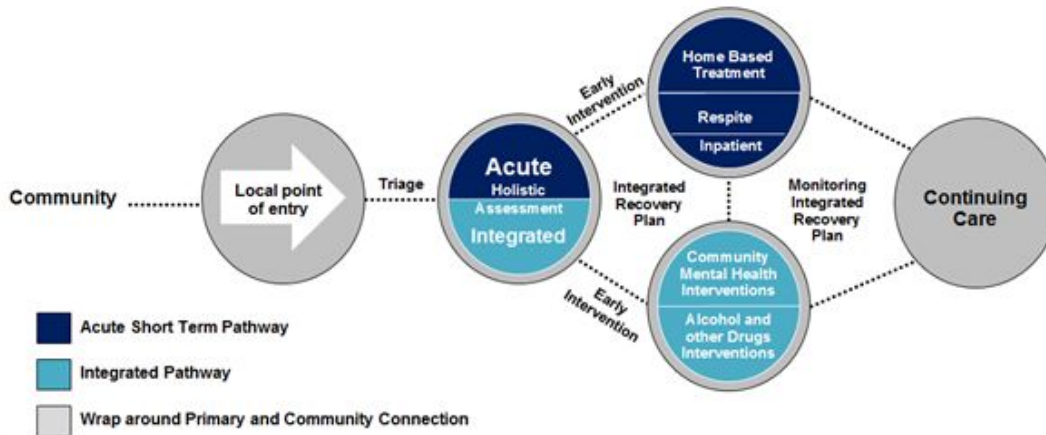 Community
Local point
of entry
Triage
Acute
Holistic
Assessment
Integrated
Early
Intervention
Early
Intervention
Home Based
Treatment
Respite
Inpatient
Integrated
Recovery
Plan
Community
Mental Health
Interventions
Alcohol and
other Drugs
Interventions
Monitoring
Integrated
Recovery
Plan
Continuing
Care
Acute Short Term Pathway
Integrated Pathway
Wrap around Primary and Community Connection